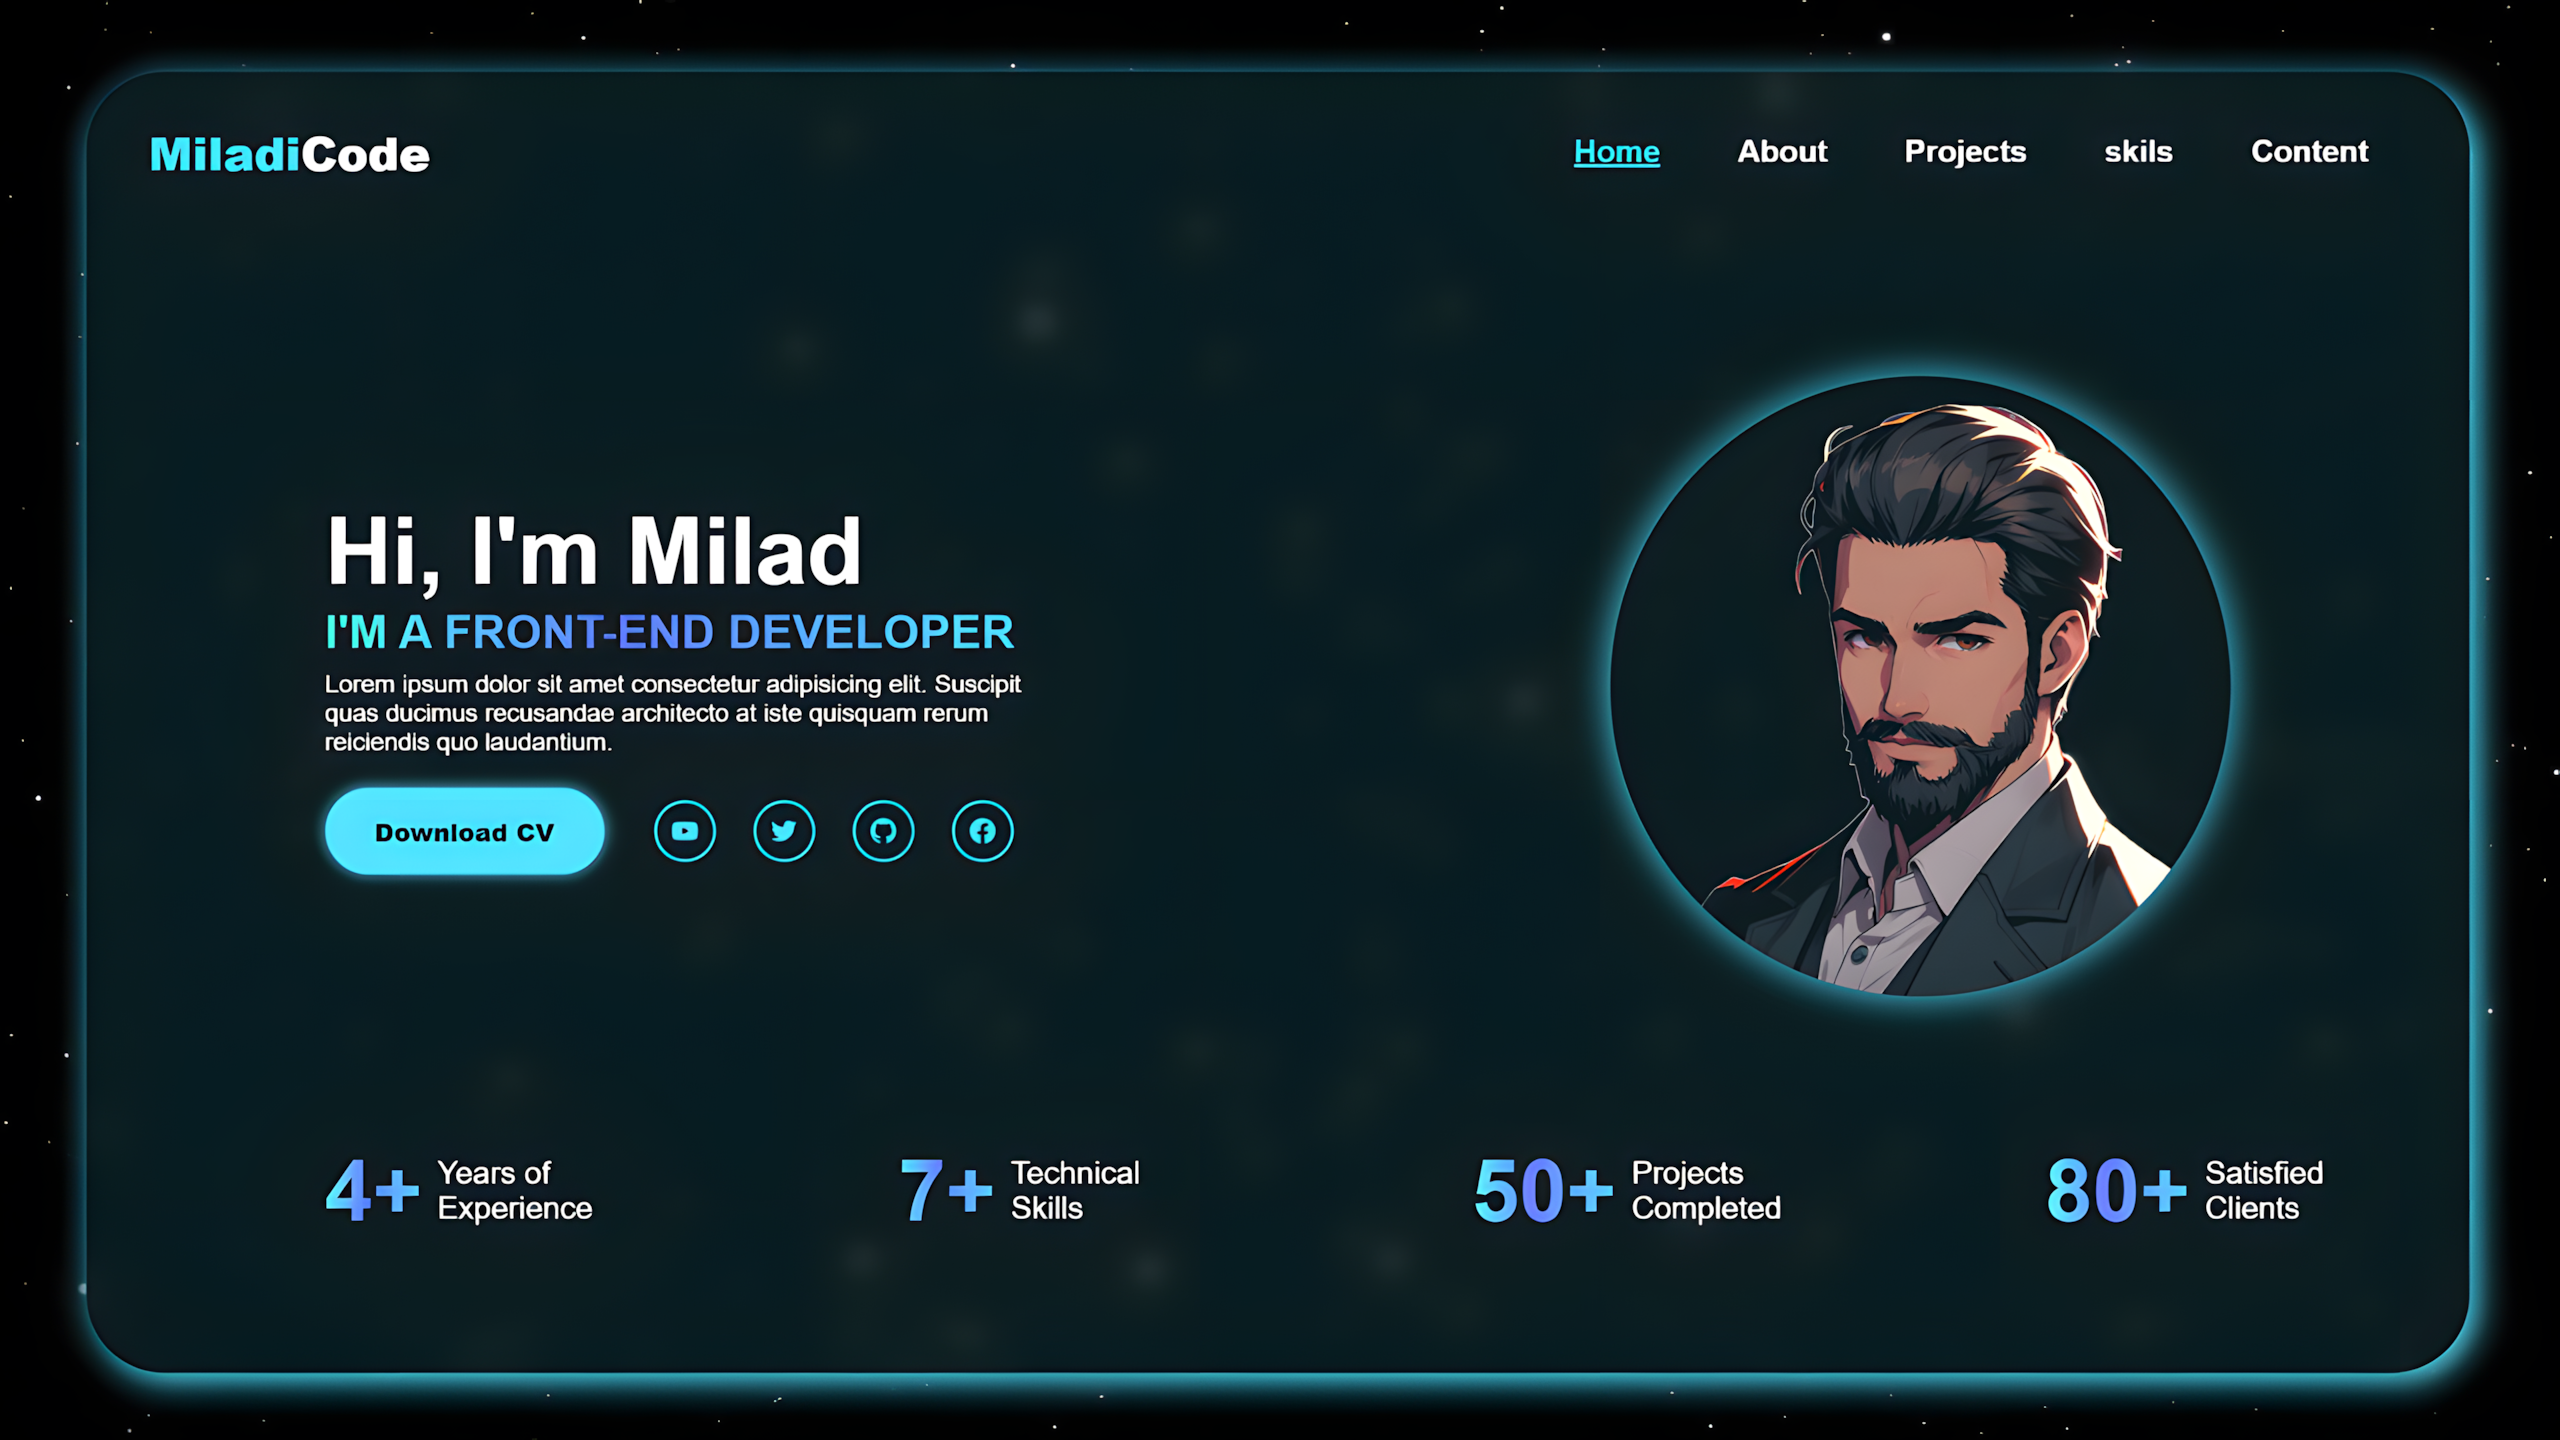 MiladiCode
Home About Projects skils Content
Hi, I'm Milad
I'M A FRONT-END DEVELOPER
Lorem ipsum dolor sit amet consectetur adipisicing elit. Suscipit
quas ducimus recusandae architecto at iste quisquam rerum
reiciendis quo laudantium.
Download CV
4+ Years of
Experience
7+ Technical
Skills
50+ Projects
Completed
80+ Satisfied
Clients